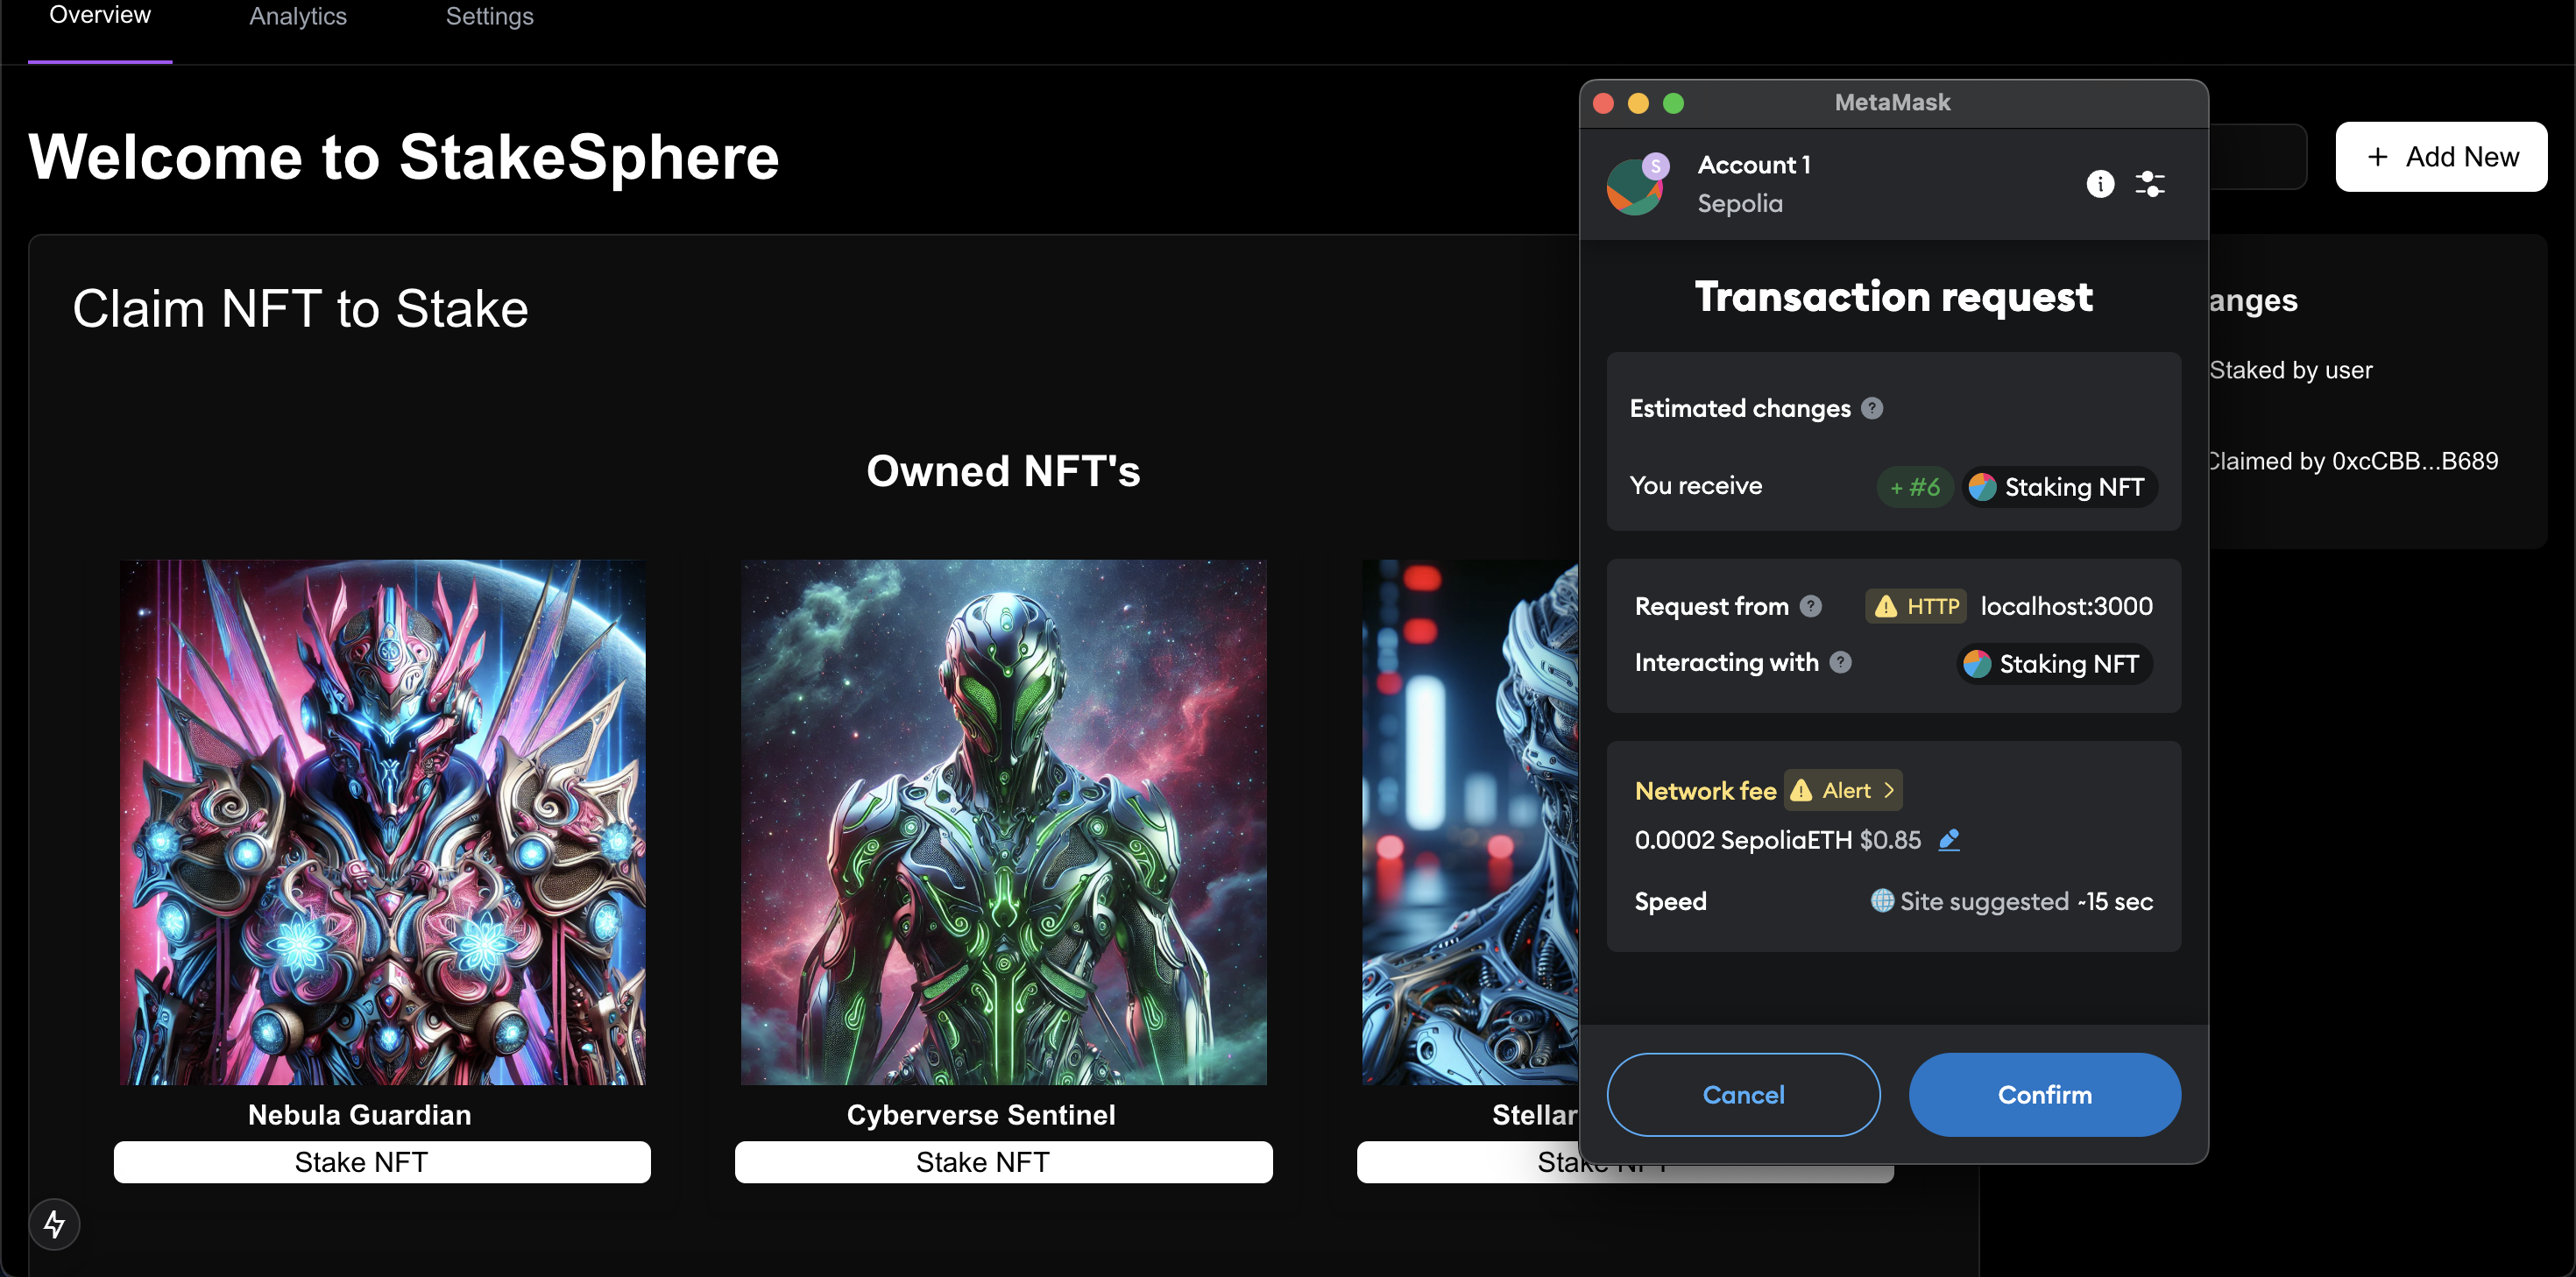 Overview
Analytics
Settings
Welcome to StakeSphere
+ Add New
Claim NFT to Stake
Owned NFT's
Nebula Guardian
Stake NFT
Cyberverse Sentinel
Stake NFT
Stellar
Stake NFT
MetaMask
S
Account 1
Sepolia
Transaction request
Estimated changes ?
You receive + #6 Staking NFT
Request from ? HTTP localhost:3000
Interacting with ? Staking NFT
Network fee Alert >
0.0002 SepoliaETH $0.85
Speed Site suggested ~15 sec
Cancel
Confirm
Staked by user
Claimed by 0xcCBB...B689